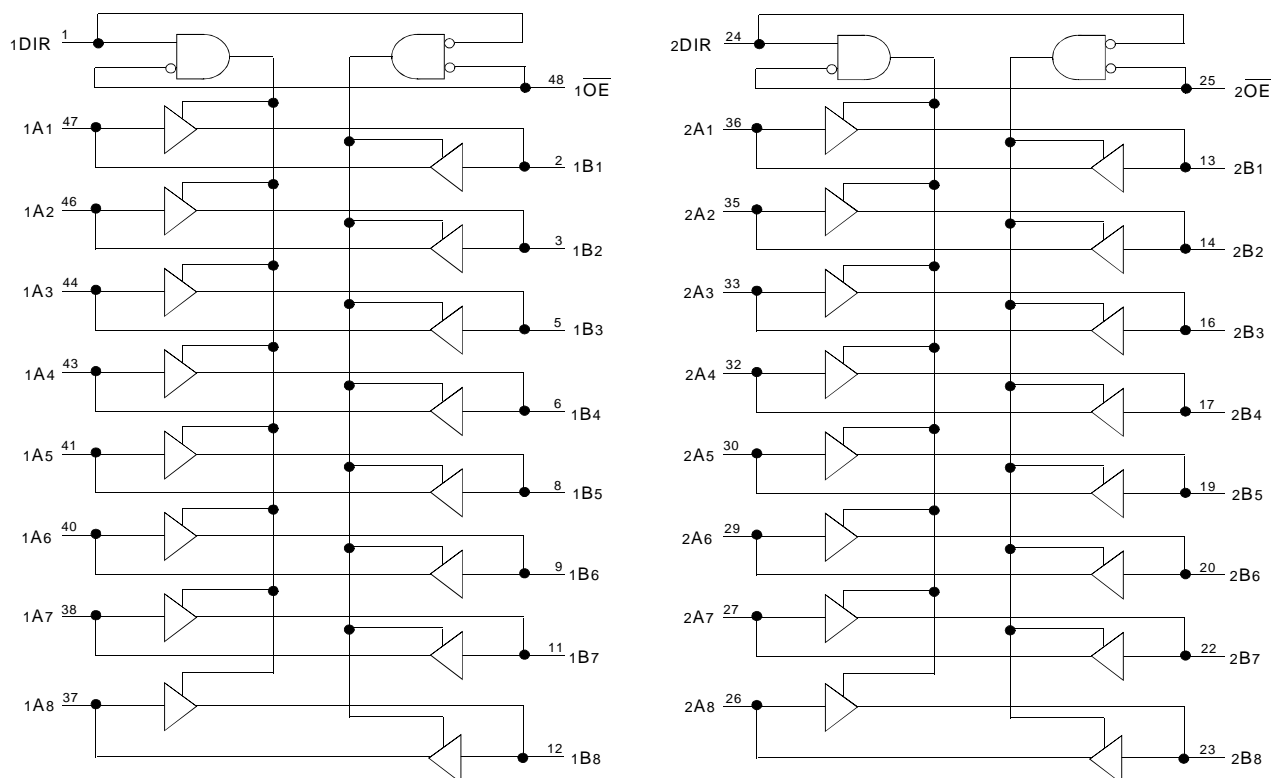 1DIR 1
48 1OE
1A1 47
2 1B1
1A2 46
3 1B2
1A3 44
5 1B3
1A4 43
6 1B4
1A5 41
8 1B5
1A6 40
9 1B6
1A7 38
11 1B7
1A8 37
12 1B8
2DIR 24
25 2OE
2A1 36
13 2B1
2A2 35
14 2B2
2A3 33
16 2B3
2A4 32
17 2B4
2A5 30
19 2B5
2A6 29
20 2B6
2A7 27
22 2B7
2A8 26
23 2B8